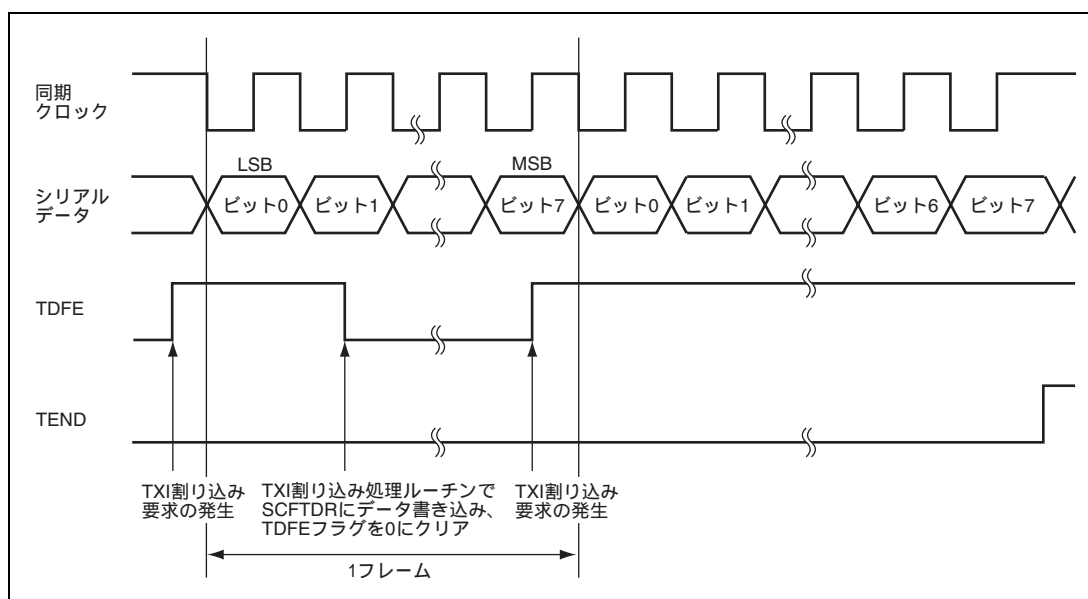 同期
クロック
LSB
MSB
シリアル
データ
ビット0
ビット1
ビット7
ビット0
ビット1
ビット6
ビット7
TDFE
TEND
TXI割り込み
要求の発生
TXI割り込み処理ルーチンで
SCFTDRにデータ書き込み、
TDFEフラグを0にクリア
TXI割り込み
要求の発生
1フレーム